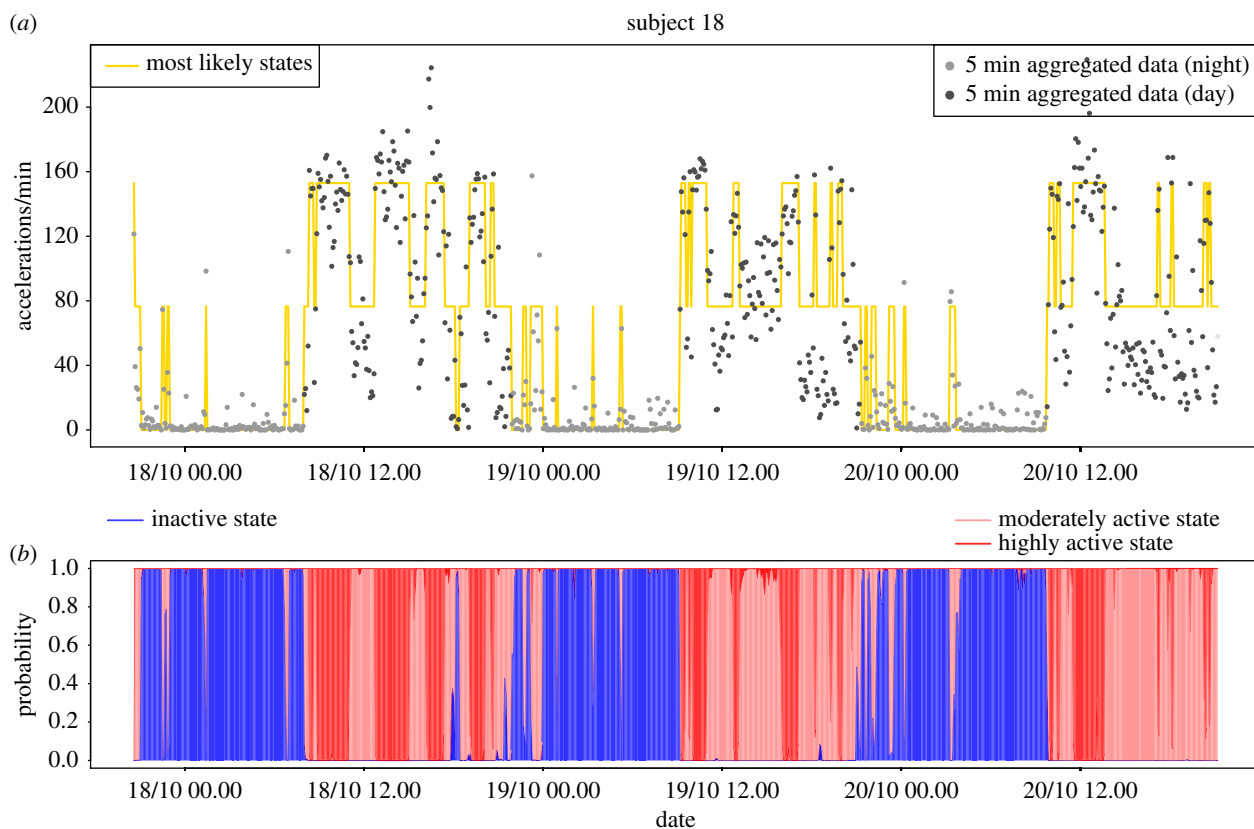 (a)
subject 18
most likely states
5 min aggregated data (night)
5 min aggregated data (day)
accelerations/min
200
160
120
80
40
0
18/10 00.00
18/10 12.00
19/10 00.00
19/10 12.00
20/10 00.00
20/10 12.00
inactive state
moderately active state
highly active state
(b)
probability
1.0
0.8
0.6
0.4
0.2
0.0
18/10 00.00
18/10 12.00
19/10 00.00
19/10 12.00
20/10 00.00
20/10 12.00
date